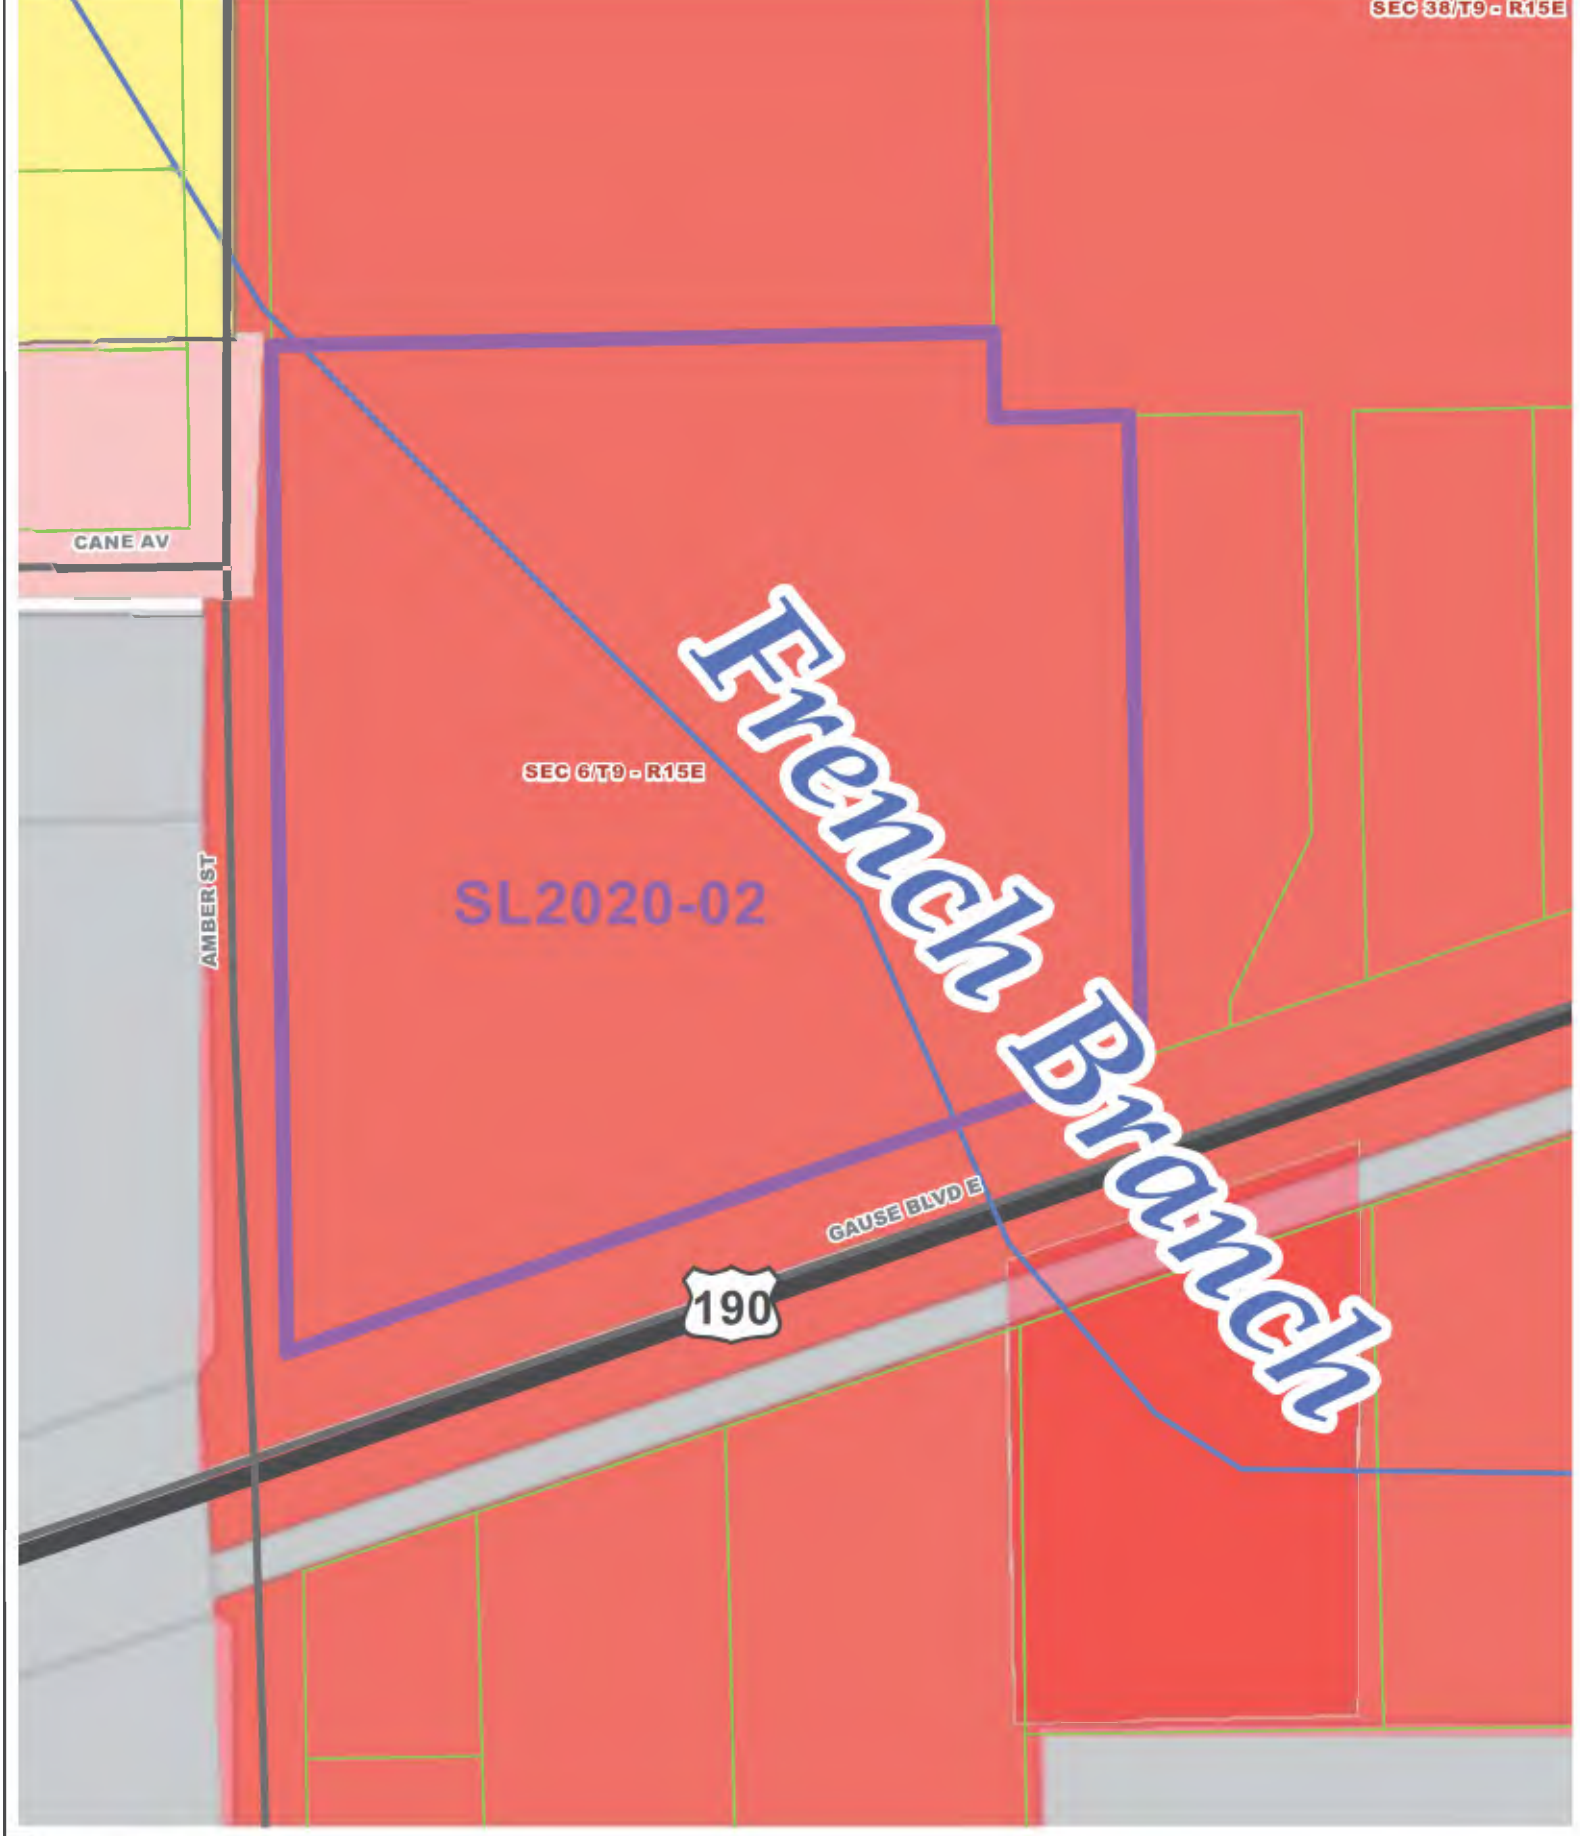 SEC 38/T9 - R15E
CANE AV
French Branch
SEC 6/T9 - R15E
SL2020-02
AMBER ST
GAUSE BLVD E
190